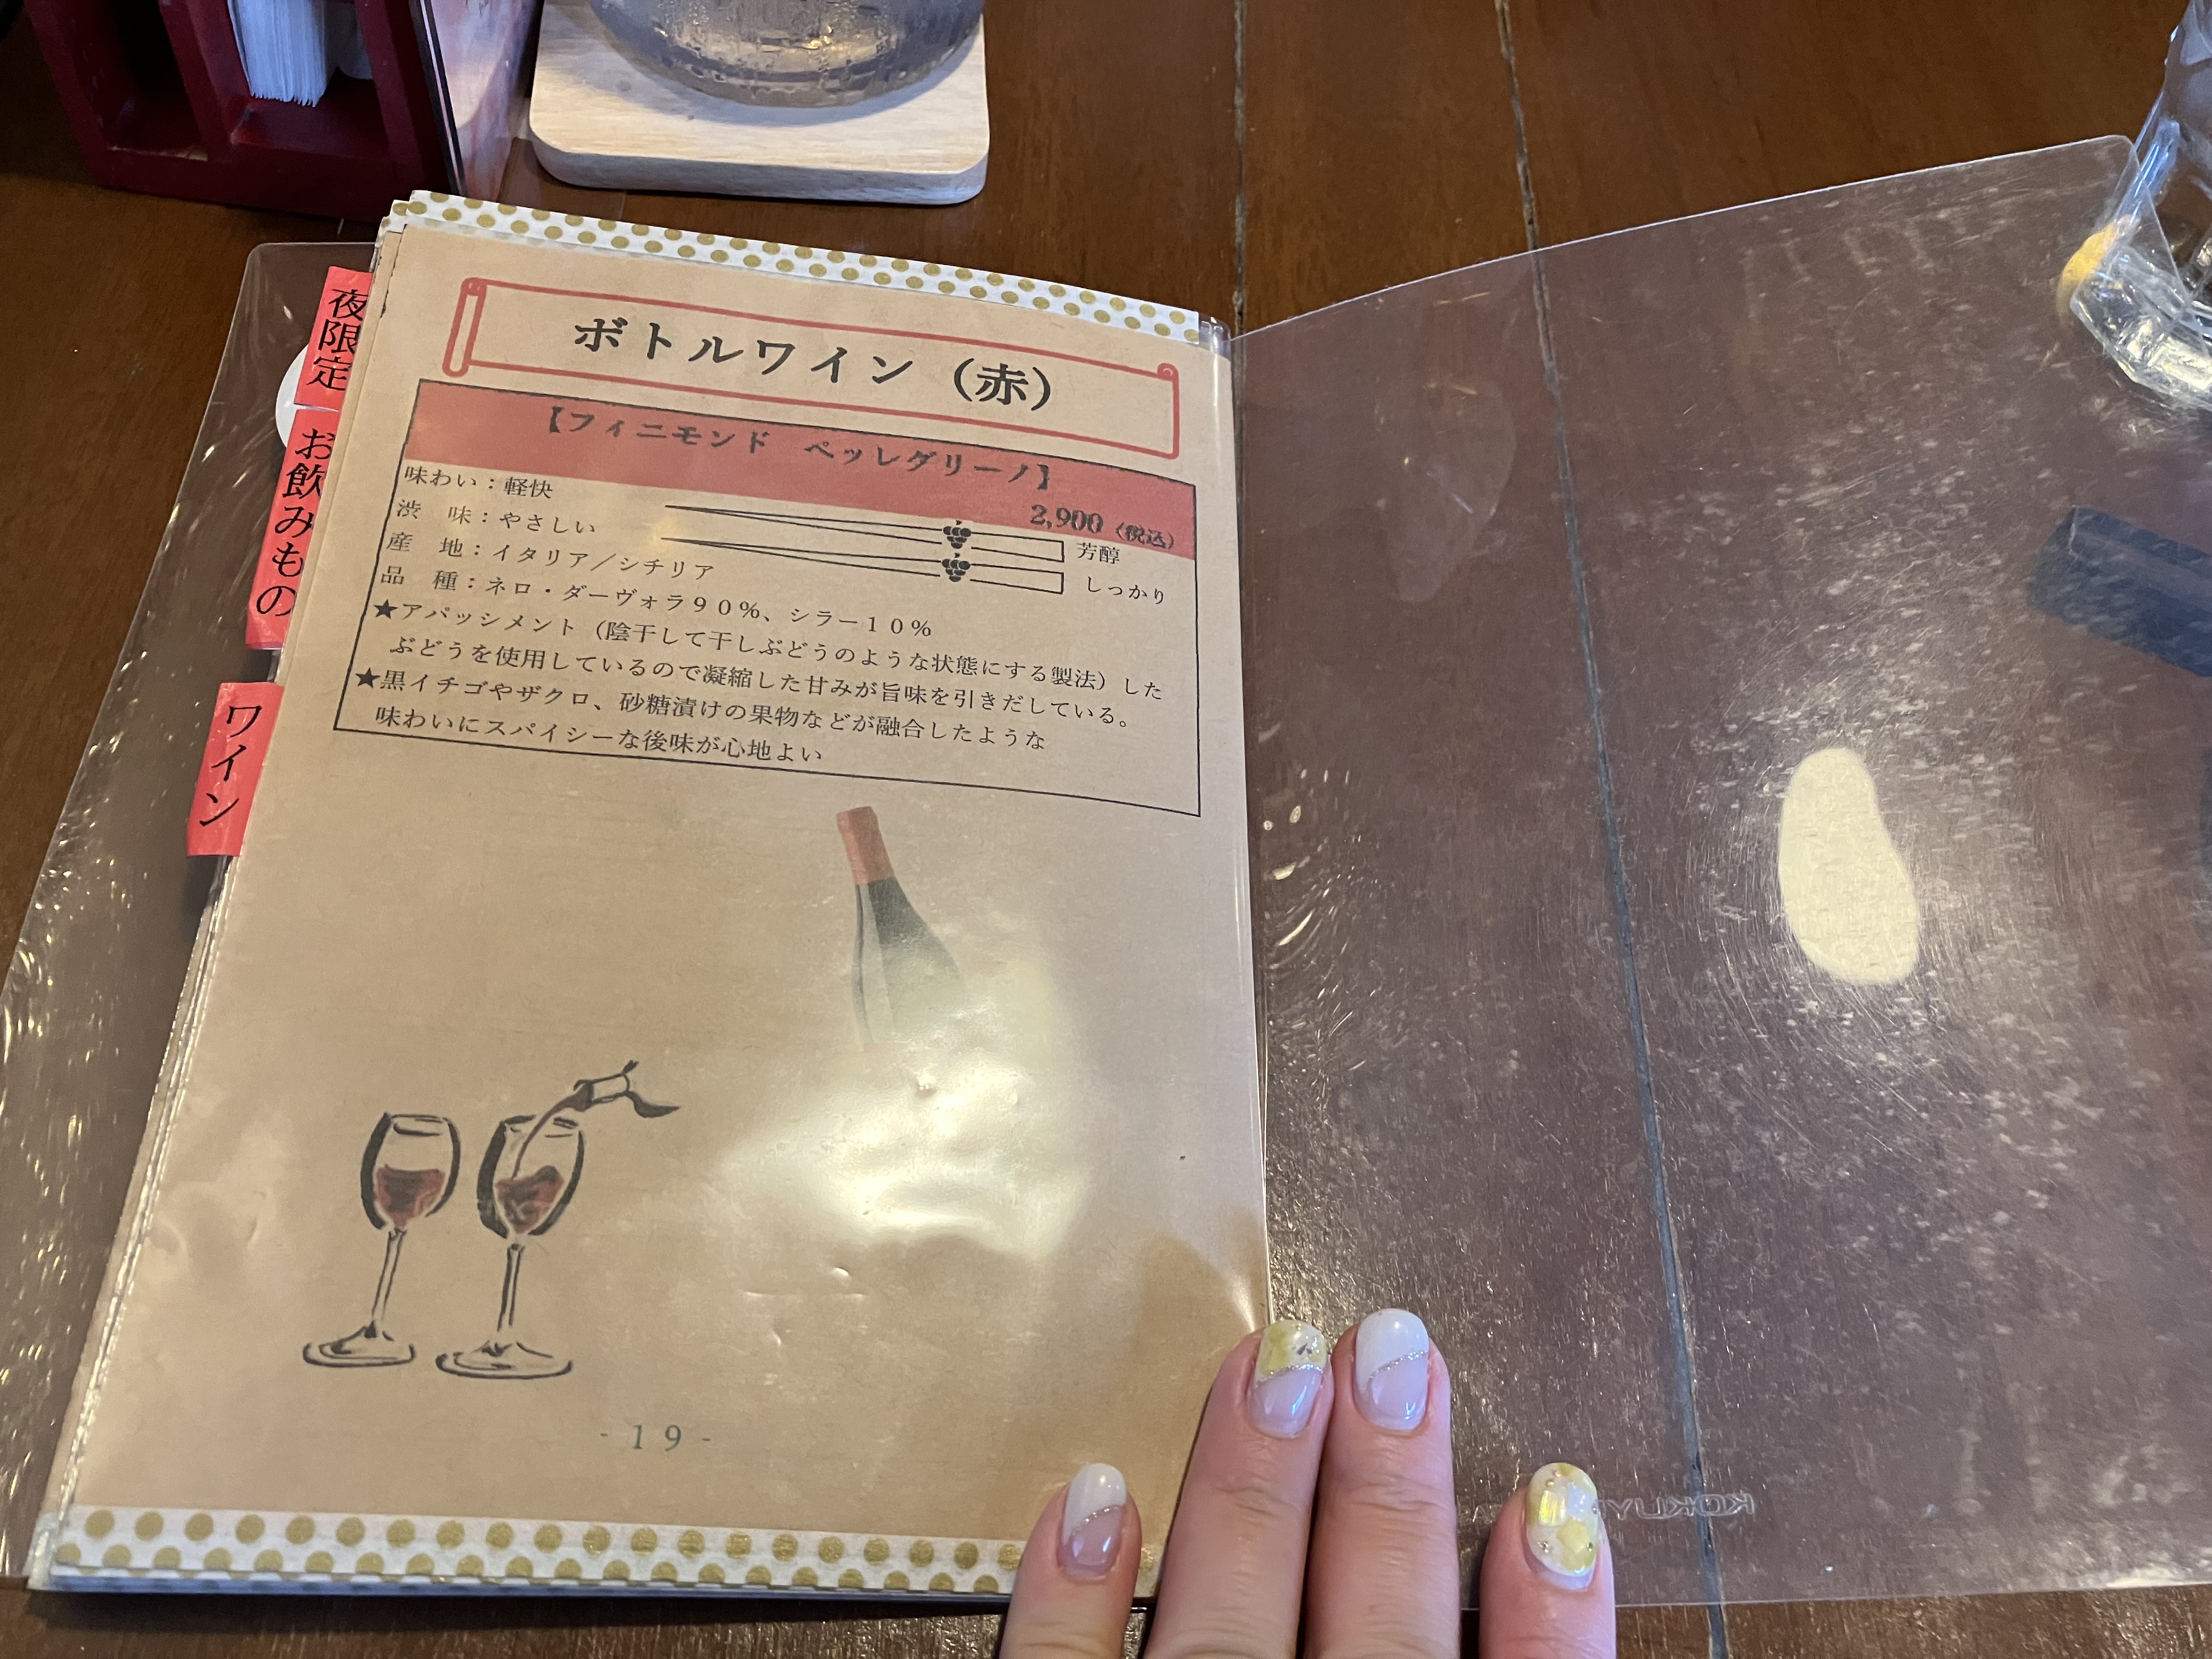 夜限定
お飲みもの
ワイン
ボトルワイン（赤）
【フィニモンド　ペッレグリーノ】
2,900（税込）
味わい：軽快　芳醇
渋　味：やさしい　しっかり
産　地：イタリア／シチリア
品　種：ネロ・ダーヴォラ９０％、シラー１０％
★アパッシメント（陰干して干しぶどうのような状態にする製法）した
ぶどうを使用しているので凝縮した甘みが旨味を引きだしている。
★黒イチゴやザクロ、砂糖漬けの果物などが融合したような
味わいにスパイシーな後味が心地よい
-１９-